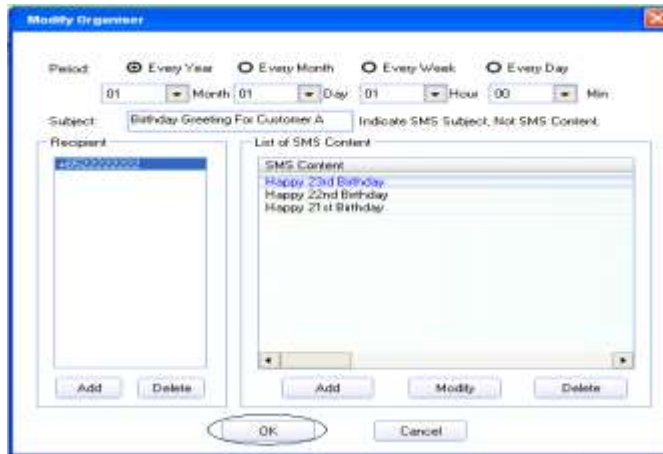 Modify Organiser
Period: Every Year Every Month Every Week Every Day
01 Month 01 Day 01 Hour 00 Min
Subject: Birthday Greeting For Customer A Indicate SMS Subject, Not SMS Content
Recipient List of SMS Content
SMS Content
Happy 23rd Birthday
Happy 22nd Birthday
Happy 21st Birthday
Add Delete Add Modify Delete
OK Cancel